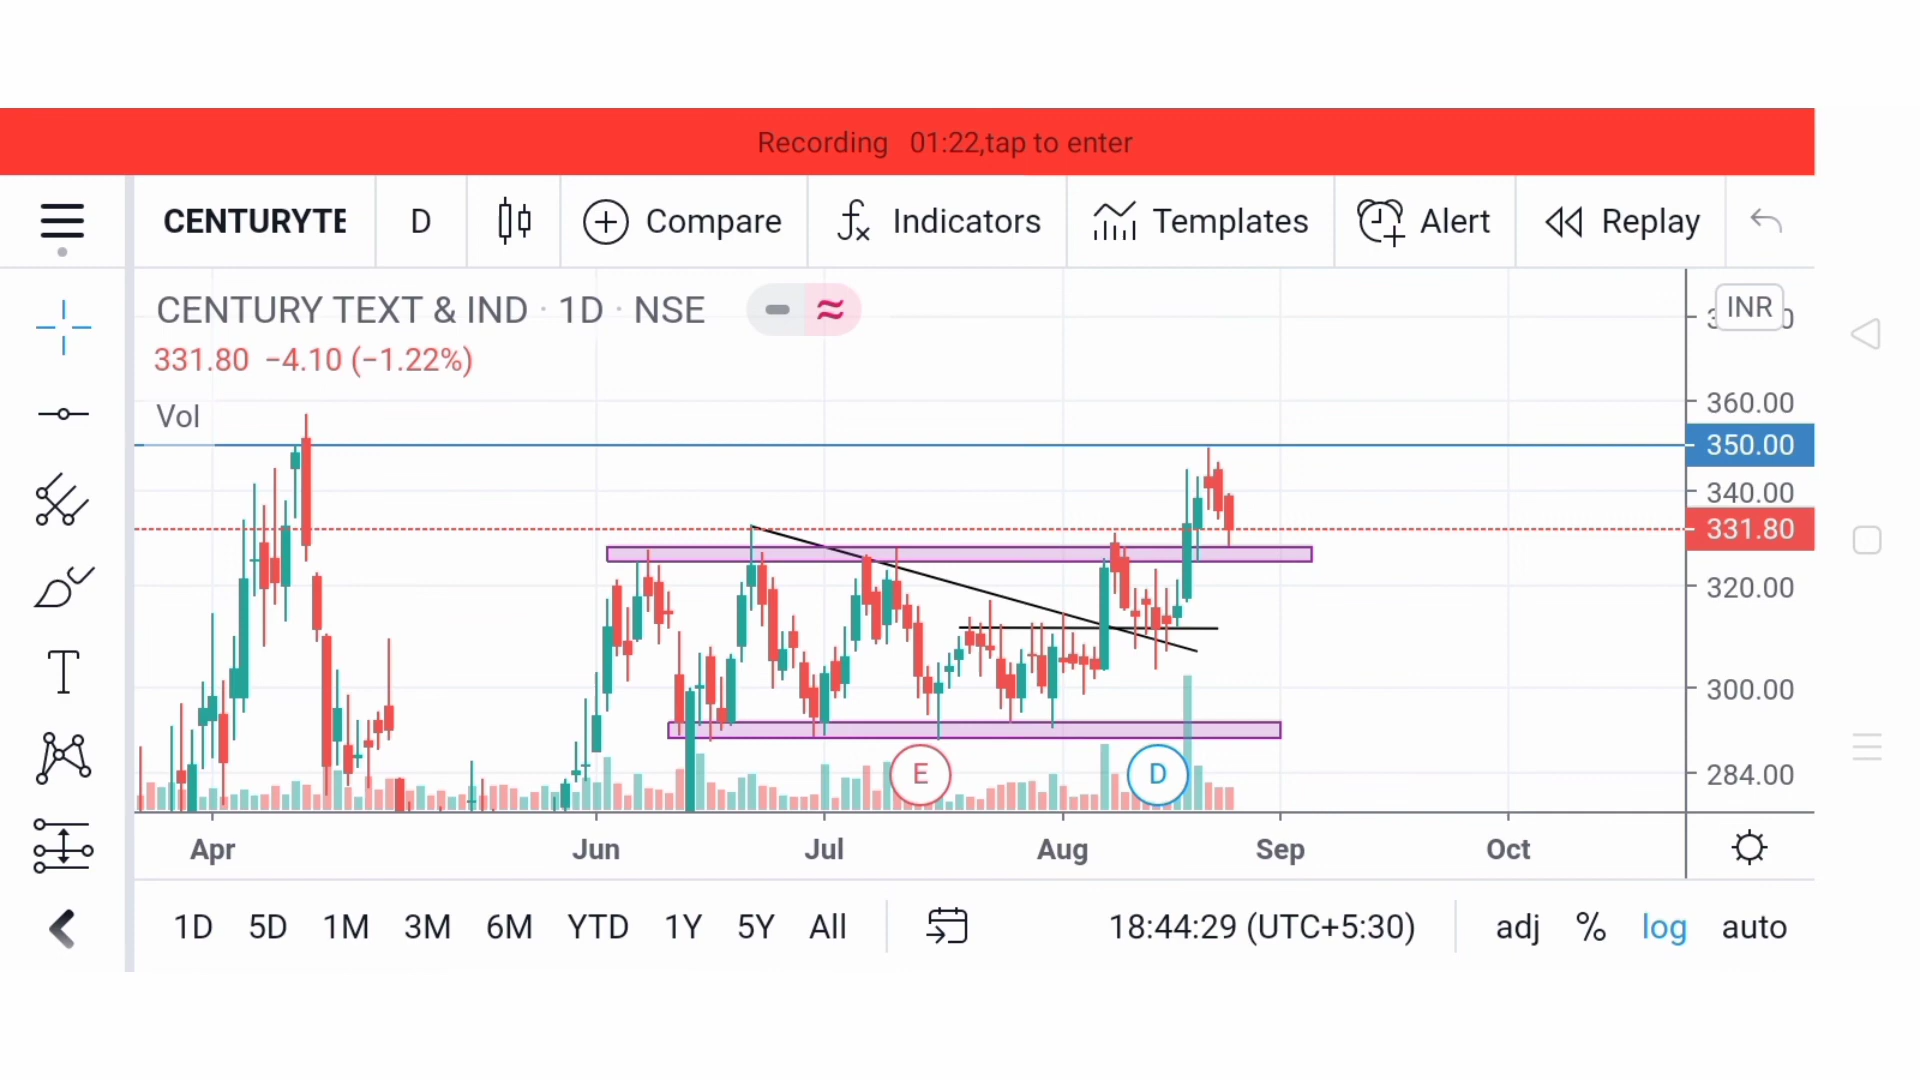 Recording 01:22,tap to enter
CENTURYTE D Compare Indicators Templates Alert Replay
CENTURY TEXT & IND · 1D · NSE
INR
331.80 −4.10 (−1.22%)
Vol
360.00
350.00
340.00
331.80
320.00
300.00
284.00
E D
Apr Jun Jul Aug Sep Oct
1D 5D 1M 3M 6M YTD 1Y 5Y All 18:44:29 (UTC+5:30) adj % log auto